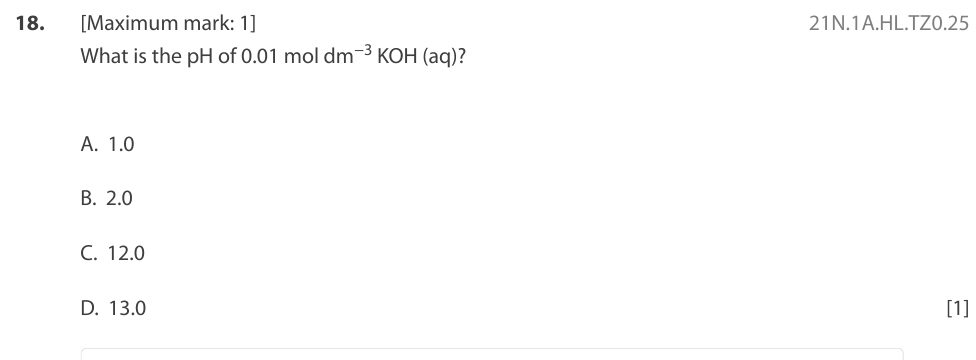 18. [Maximum mark: 1] 21N.1A.HL.TZ0.25
What is the pH of 0.01 mol dm⁻³ KOH (aq)?
A. 1.0
B. 2.0
C. 12.0
D. 13.0 [1]